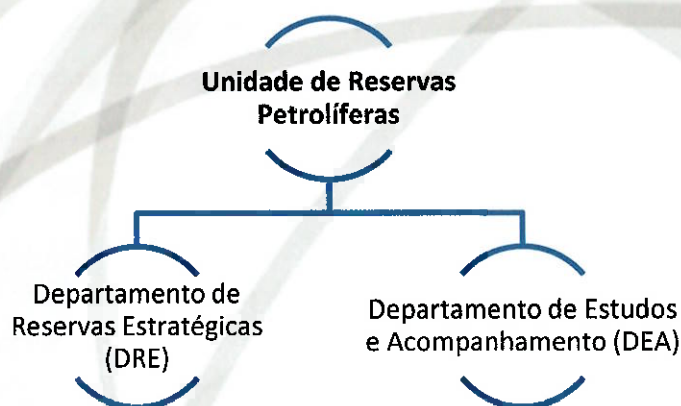 Unidade de Reservas
Petrolíferas
Departamento de
Reservas Estratégicas
(DRE)
Departamento de Estudos
e Acompanhamento (DEA)